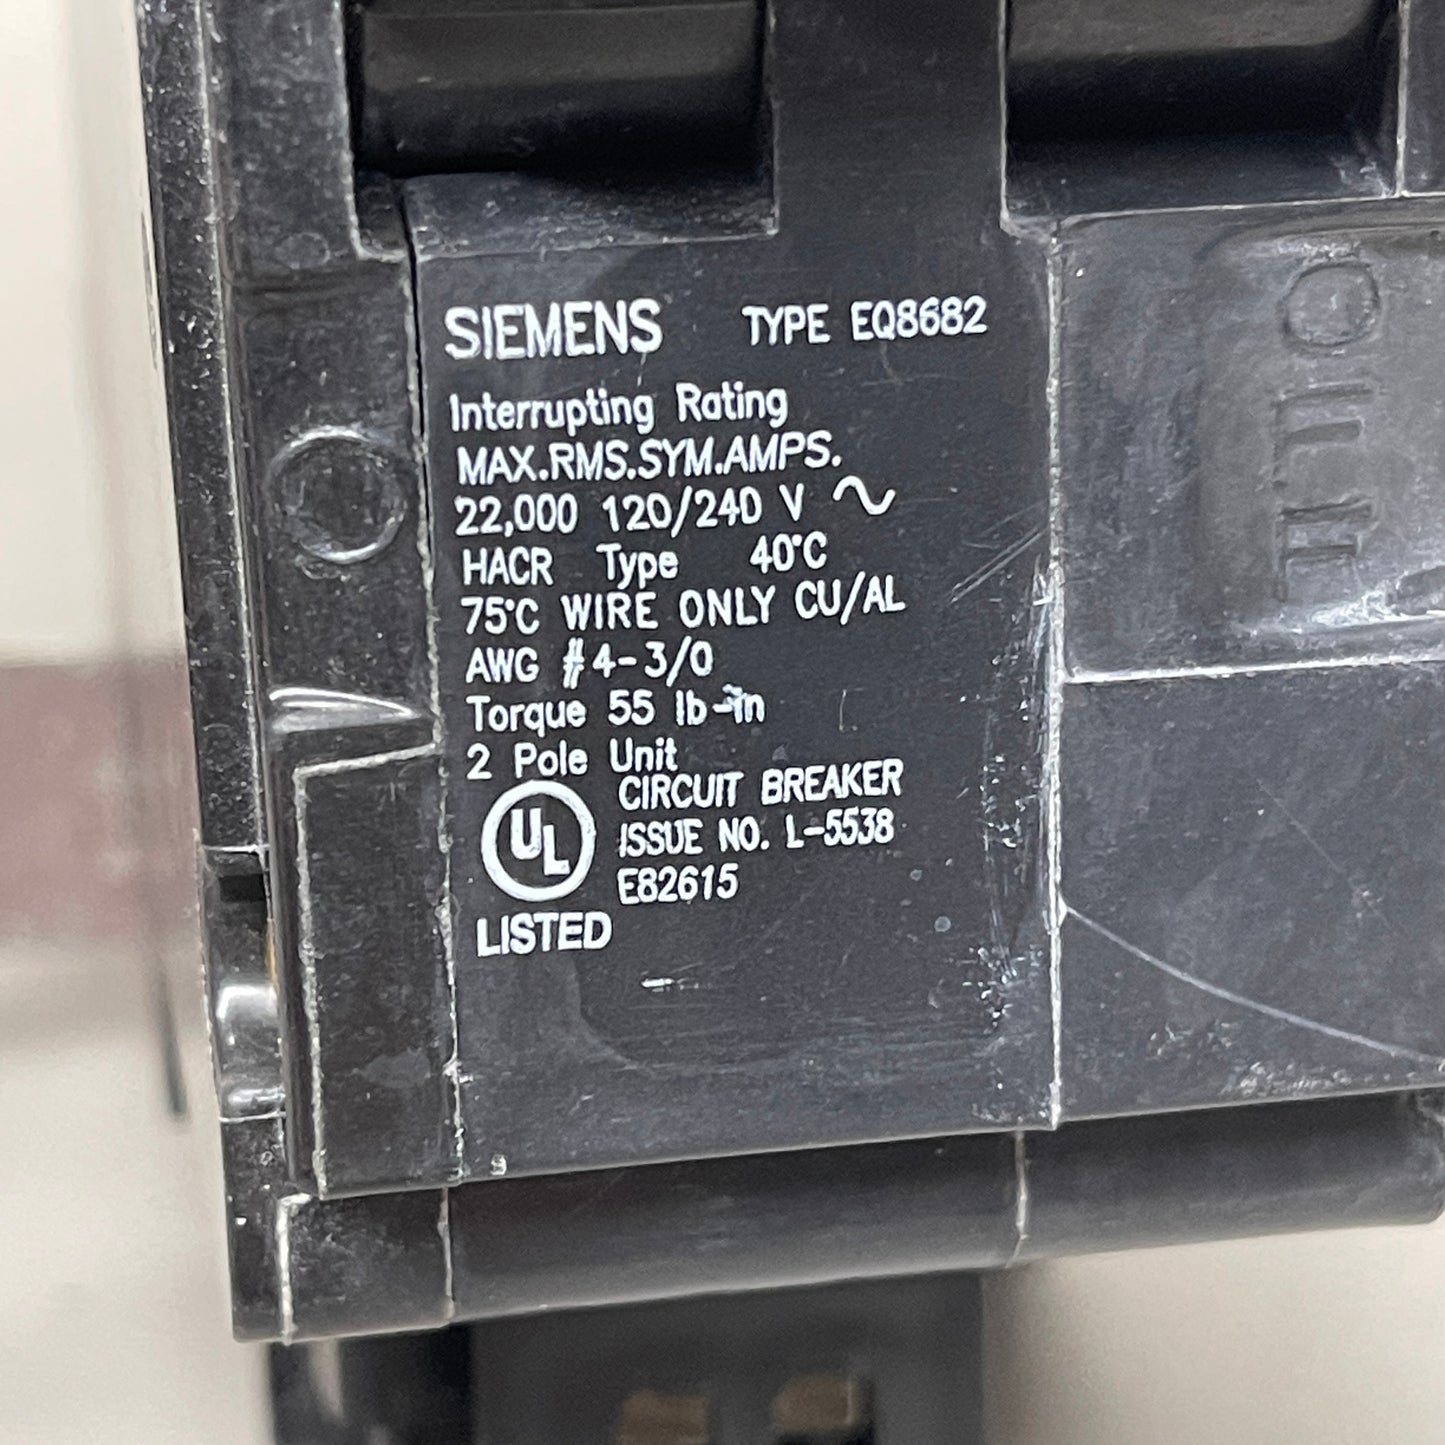 SIEMENS TYPE EQ8682
Interrupting Rating
MAX.RMS.SYM.AMPS.
22,000 120/240 V ~
HACR Type 40°C
75°C WIRE ONLY CU/AL
AWG #4-3/0
Torque 55 lb-in
2 Pole Unit
UL
CIRCUIT BREAKER
ISSUE NO. L-5538
E82615
LISTED